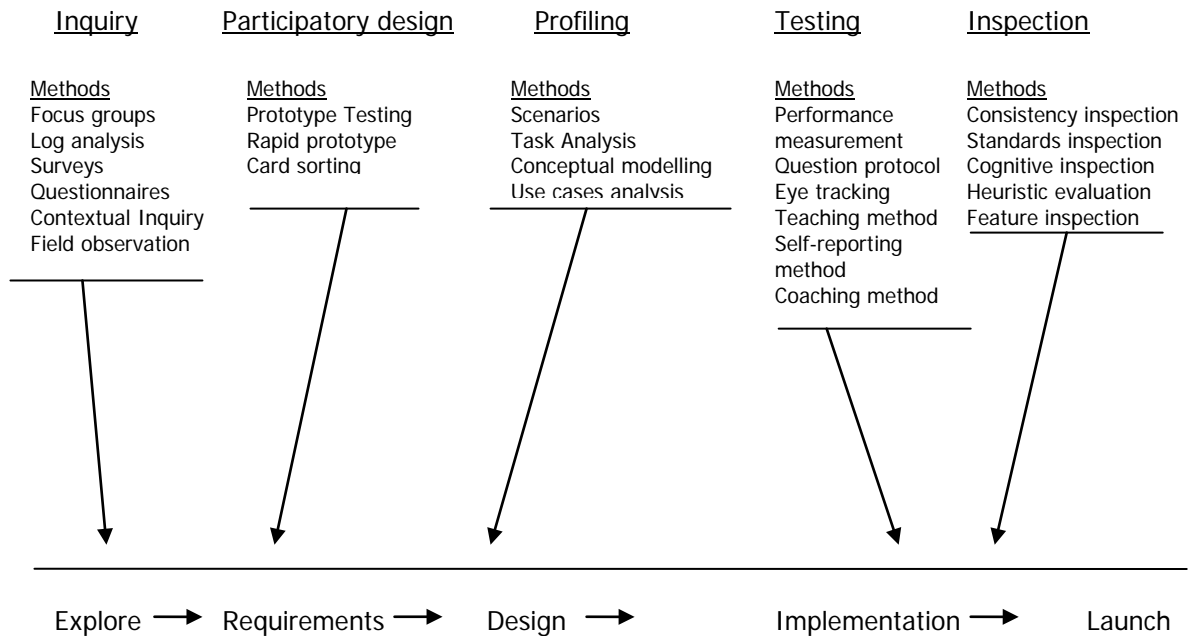 Inquiry
Methods
Focus groups
Log analysis
Surveys
Questionnaires
Contextual Inquiry
Field observation
Participatory design
Methods
Prototype Testing
Rapid prototype
Card sorting
Profiling
Methods
Scenarios
Task Analysis
Conceptual modelling
Use cases analysis
Testing
Methods
Performance
measurement
Question protocol
Eye tracking
Teaching method
Self-reporting
method
Coaching method
Inspection
Methods
Consistency inspection
Standards inspection
Cognitive inspection
Heuristic evaluation
Feature inspection
Explore Requirements Design Implementation Launch